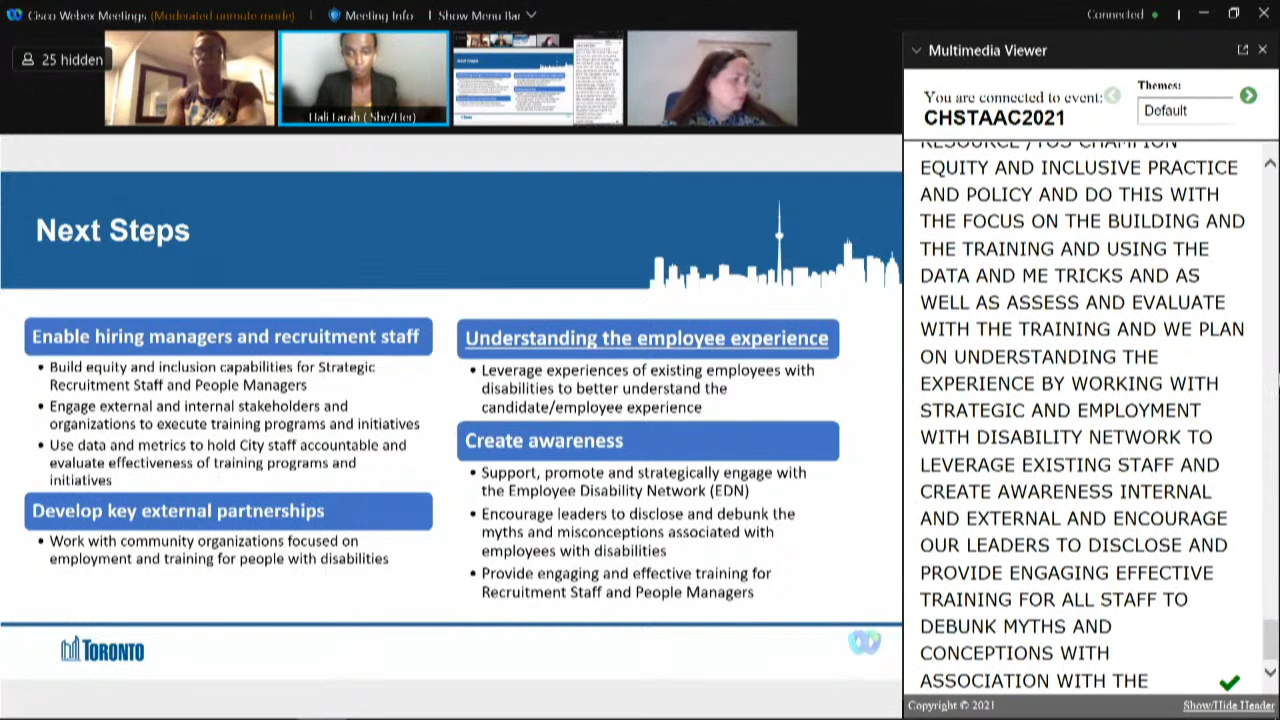 Cisco Webex Meetings (Moderated unmute mode) | Meeting Info | Show Menu Bar
Connected
25 hidden
Hali Farah ( She/Her)
Next Steps
Enable hiring managers and recruitment staff
• Build equity and inclusion capabilities for Strategic
Recruitment Staff and People Managers
• Engage external and internal stakeholders and
organizations to execute training programs and initiatives
• Use data and metrics to hold City staff accountable and
evaluate effectiveness of training programs and
initiatives
Develop key external partnerships
• Work with community organizations focused on
employment and training for people with disabilities
Understanding the employee experience
• Leverage experiences of existing employees with
disabilities to better understand the
candidate/employee experience
Create awareness
• Support, promote and strategically engage with
the Employee Disability Network (EDN)
• Encourage leaders to disclose and debunk the
myths and misconceptions associated with
employees with disabilities
• Provide engaging and effective training for
Recruitment Staff and People Managers
TORONTO
Multimedia Viewer
You are connected to event:
CHSTAAC2021
Themes:
Default
RESOURCE /TOS CHAMPION
EQUITY AND INCLUSIVE PRACTICE
AND POLICY AND DO THIS WITH
THE FOCUS ON THE BUILDING AND
THE TRAINING AND USING THE
DATA AND ME TRICKS AND AS
WELL AS ASSESS AND EVALUATE
WITH THE TRAINING AND WE PLAN
ON UNDERSTANDING THE
EXPERIENCE BY WORKING WITH
STRATEGIC AND EMPLOYMENT
WITH DISABILITY NETWORK TO
LEVERAGE EXISTING STAFF AND
CREATE AWARENESS INTERNAL
AND EXTERNAL AND ENCOURAGE
OUR LEADERS TO DISCLOSE AND
PROVIDE ENGAGING EFFECTIVE
TRAINING FOR ALL STAFF TO
DEBUNK MYTHS AND
CONCEPTIONS WITH
ASSOCIATION WITH THE
Copyright © 2021
Show/Hide Header